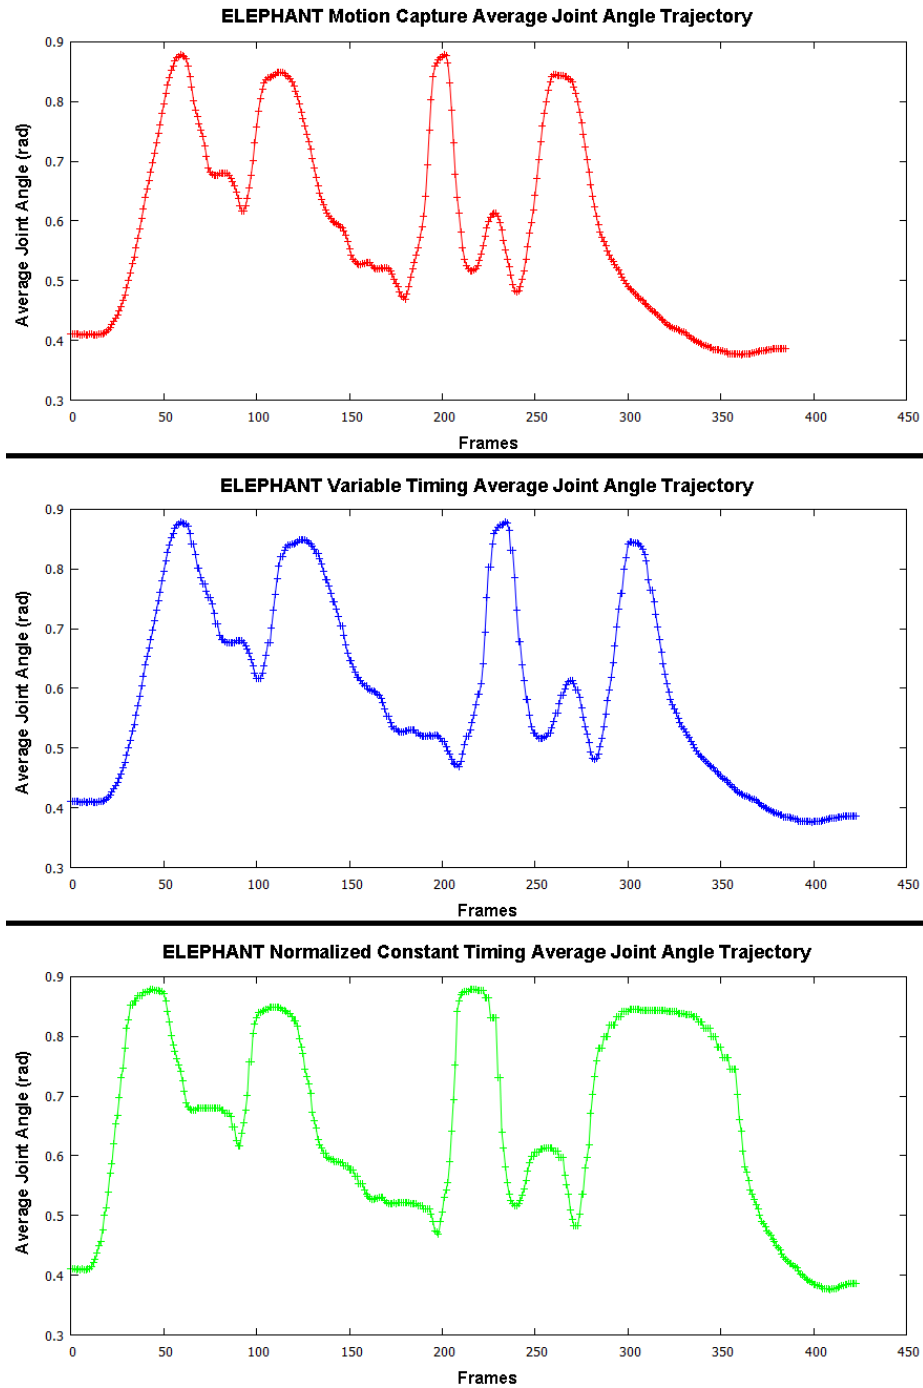 ELEPHANT Motion Capture Average Joint Angle Trajectory
0.9
0.8
0.7
0.6
0.5
0.4
0.3
Average Joint Angle (rad)
0 50 100 150 200 250 300 350 400 450
Frames
ELEPHANT Variable Timing Average Joint Angle Trajectory
0.9
0.8
0.7
0.6
0.5
0.4
0.3
Average Joint Angle (rad)
0 50 100 150 200 250 300 350 400 450
Frames
ELEPHANT Normalized Constant Timing Average Joint Angle Trajectory
0.9
0.8
0.7
0.6
0.5
0.4
0.3
Average Joint Angle (rad)
0 50 100 150 200 250 300 350 400 450
Frames